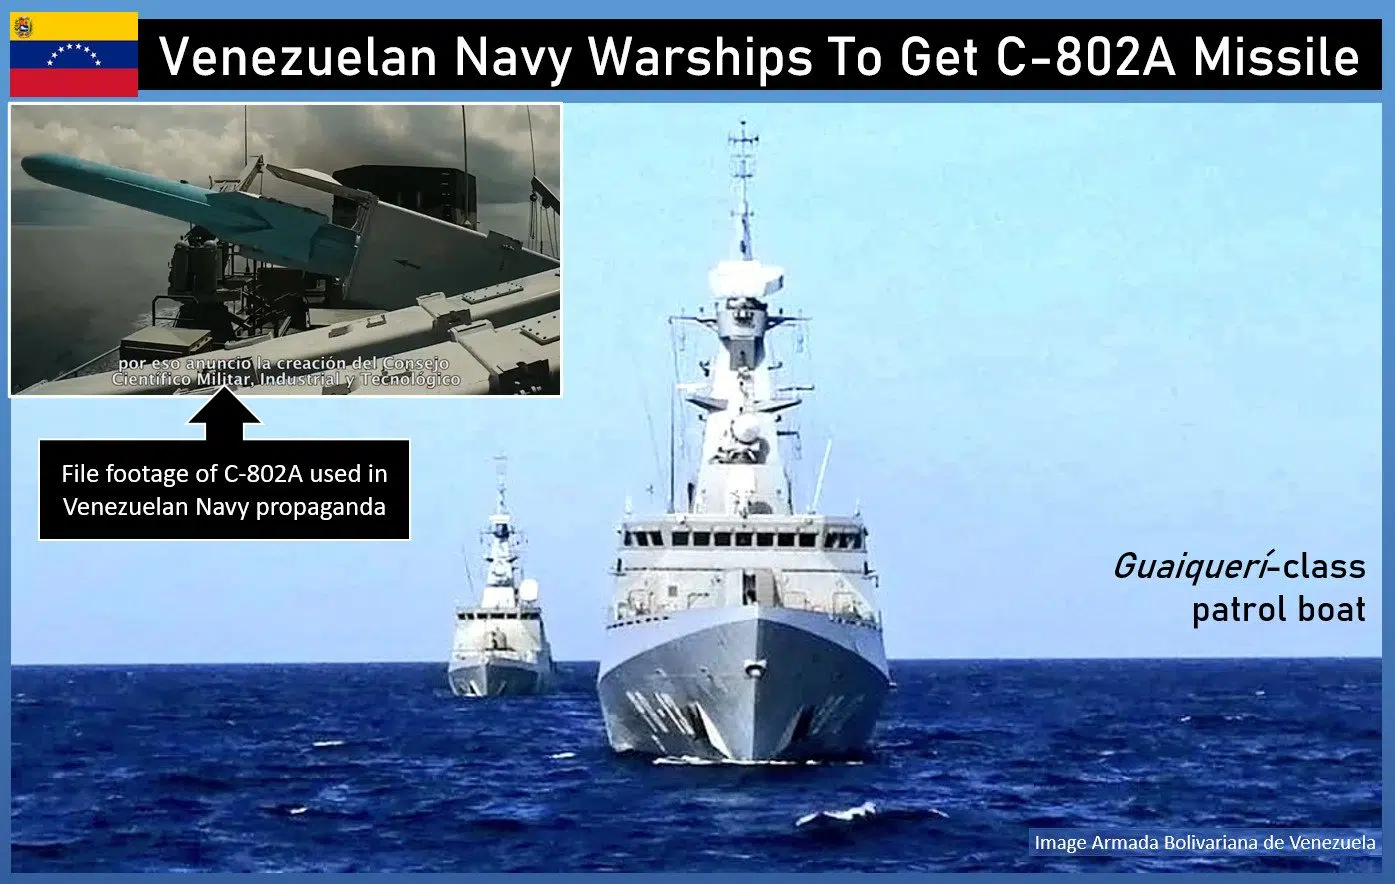 Venezuelan Navy Warships To Get C-802A Missile
por eso anuncio la creación del Consejo
Científico Militar, Industrial y Tecnológico
File footage of C-802A used in
Venezuelan Navy propaganda
Guaiquerí-class
patrol boat
Image Armada Bolivariana de Venezuela